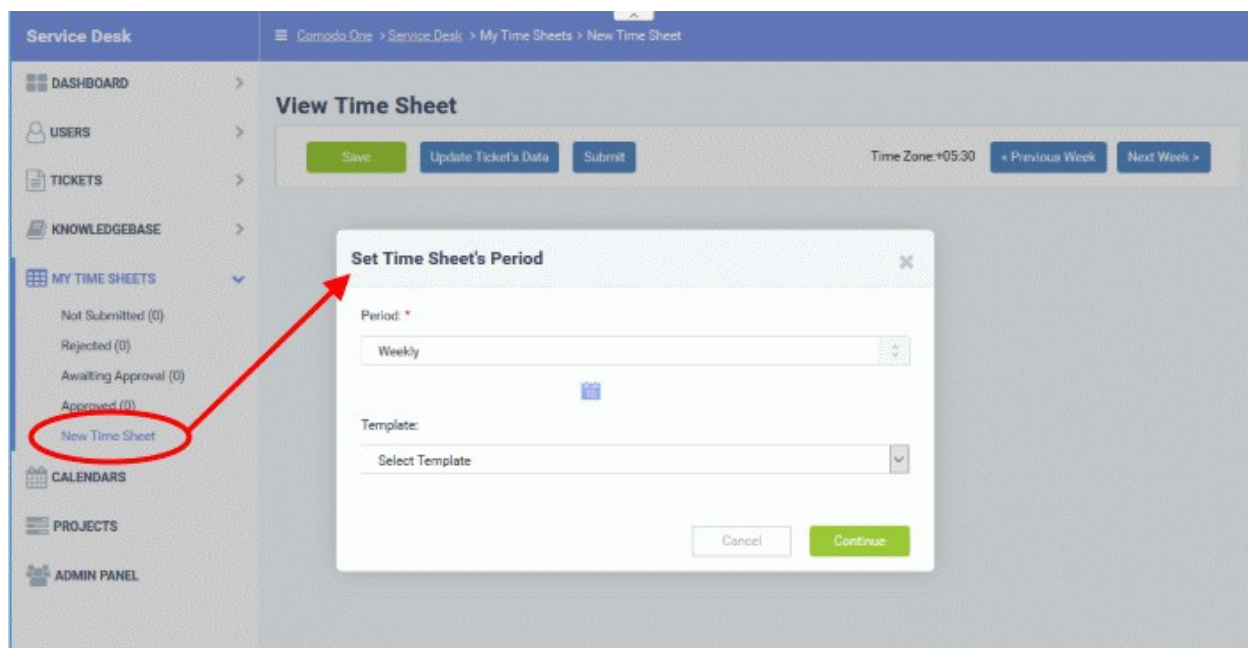 Service Desk
Comodo One > Service Desk > My Time Sheets > New Time Sheet
DASHBOARD
USERS
TICKETS
KNOWLEDGEBASE
MY TIME SHEETS
Not Submitted (0)
Rejected (0)
Awaiting Approval (0)
Approved (0)
New Time Sheet
CALENDARS
PROJECTS
ADMIN PANEL
View Time Sheet
Save Update Ticket's Data Submit Time Zone:+05:30 « Previous Week Next Week »
Set Time Sheet's Period
Period: *
Weekly
Template:
Select Template
Cancel Continue